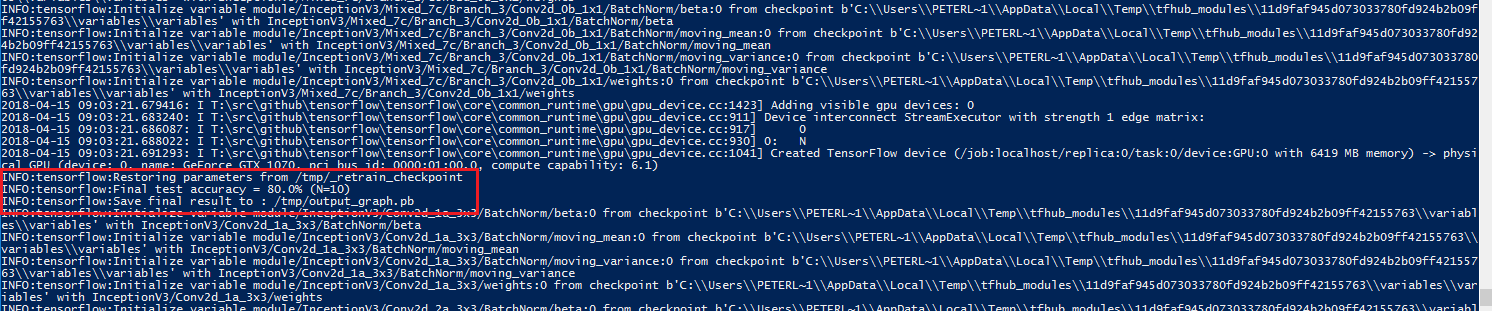 INFO:tensorflow:Initialize variable module/InceptionV3/Mixed_7c/Branch_3/Conv2d_0b_1x1/BatchNorm/beta:0 from checkpoint b'C:\\Users\\PETERL~1\\AppData\\Local\\Temp\\tfhub_modules\\11d9faf945d073033780fd924b2b09f
f42155763\\variables\\variables' with InceptionV3/Mixed_7c/Branch_3/Conv2d_0b_1x1/BatchNorm/beta
INFO:tensorflow:Initialize variable module/InceptionV3/Mixed_7c/Branch_3/Conv2d_0b_1x1/BatchNorm/moving_mean:0 from checkpoint b'C:\\Users\\PETERL~1\\AppData\\Local\\Temp\\tfhub_modules\\11d9faf945d073033780fd92
4b2b09ff42155763\\variables\\variables' with InceptionV3/Mixed_7c/Branch_3/Conv2d_0b_1x1/BatchNorm/moving_mean
INFO:tensorflow:Initialize variable module/InceptionV3/Mixed_7c/Branch_3/Conv2d_0b_1x1/BatchNorm/moving_variance:0 from checkpoint b'C:\\Users\\PETERL~1\\AppData\\Local\\Temp\\tfhub_modules\\11d9faf945d073033780
fd924b2b09ff42155763\\variables\\variables' with InceptionV3/Mixed_7c/Branch_3/Conv2d_0b_1x1/BatchNorm/moving_variance
INFO:tensorflow:Initialize variable module/InceptionV3/Mixed_7c/Branch_3/Conv2d_0b_1x1/weights:0 from checkpoint b'C:\\Users\\PETERL~1\\AppData\\Local\\Temp\\tfhub_modules\\11d9faf945d073033780fd924b2b09ff421557
63\\variables\\variables' with InceptionV3/Mixed_7c/Branch_3/Conv2d_0b_1x1/weights
2018-04-15 09:03:21.679416: I T:\src\github\tensorflow\tensorflow\core\common_runtime\gpu\gpu_device.cc:1423] Adding visible gpu devices: 0
2018-04-15 09:03:21.683240: I T:\src\github\tensorflow\tensorflow\core\common_runtime\gpu\gpu_device.cc:911] Device interconnect StreamExecutor with strength 1 edge matrix:
2018-04-15 09:03:21.686087: I T:\src\github\tensorflow\tensorflow\core\common_runtime\gpu\gpu_device.cc:917]      0
2018-04-15 09:03:21.688022: I T:\src\github\tensorflow\tensorflow\core\common_runtime\gpu\gpu_device.cc:930] 0:   N
2018-04-15 09:03:21.691293: I T:\src\github\tensorflow\tensorflow\core\common_runtime\gpu\gpu_device.cc:1041] Created TensorFlow device (/job:localhost/replica:0/task:0/device:GPU:0 with 6419 MB memory) -> physi
cal GPU (device: 0, name: GeForce GTX 1070, pci bus id: 0000:01:00.0, compute capability: 6.1)
INFO:tensorflow:Restoring parameters from /tmp/_retrain_checkpoint
INFO:tensorflow:Final test accuracy = 80.0% (N=10)
INFO:tensorflow:Save final result to : /tmp/output_graph.pb
INFO:tensorflow:Initialize variable module/InceptionV3/Conv2d_1a_3x3/BatchNorm/beta:0 from checkpoint b'C:\\Users\\PETERL~1\\AppData\\Local\\Temp\\tfhub_modules\\11d9faf945d073033780fd924b2b09ff42155763\\variabl
es\\variables' with InceptionV3/Conv2d_1a_3x3/BatchNorm/beta
INFO:tensorflow:Initialize variable module/InceptionV3/Conv2d_1a_3x3/BatchNorm/moving_mean:0 from checkpoint b'C:\\Users\\PETERL~1\\AppData\\Local\\Temp\\tfhub_modules\\11d9faf945d073033780fd924b2b09ff42155763\\
variables\\variables' with InceptionV3/Conv2d_1a_3x3/BatchNorm/moving_mean
INFO:tensorflow:Initialize variable module/InceptionV3/Conv2d_1a_3x3/BatchNorm/moving_variance:0 from checkpoint b'C:\\Users\\PETERL~1\\AppData\\Local\\Temp\\tfhub_modules\\11d9faf945d073033780fd924b2b09ff421557
63\\variables\\variables' with InceptionV3/Conv2d_1a_3x3/BatchNorm/moving_variance
INFO:tensorflow:Initialize variable module/InceptionV3/Conv2d_1a_3x3/weights:0 from checkpoint b'C:\\Users\\PETERL~1\\AppData\\Local\\Temp\\tfhub_modules\\11d9faf945d073033780fd924b2b09ff42155763\\variables\\var
iables' with InceptionV3/Conv2d_1a_3x3/weights
INFO:tensorflow:Initialize variable module/InceptionV3/Conv2d_2a_3x3/BatchNorm/beta:0 from checkpoint b'C:\\Users\\PETERL~1\\AppData\\Local\\Temp\\tfhub_modules\\11d9faf945d073033780fd924b2b09ff42155763\\variabl